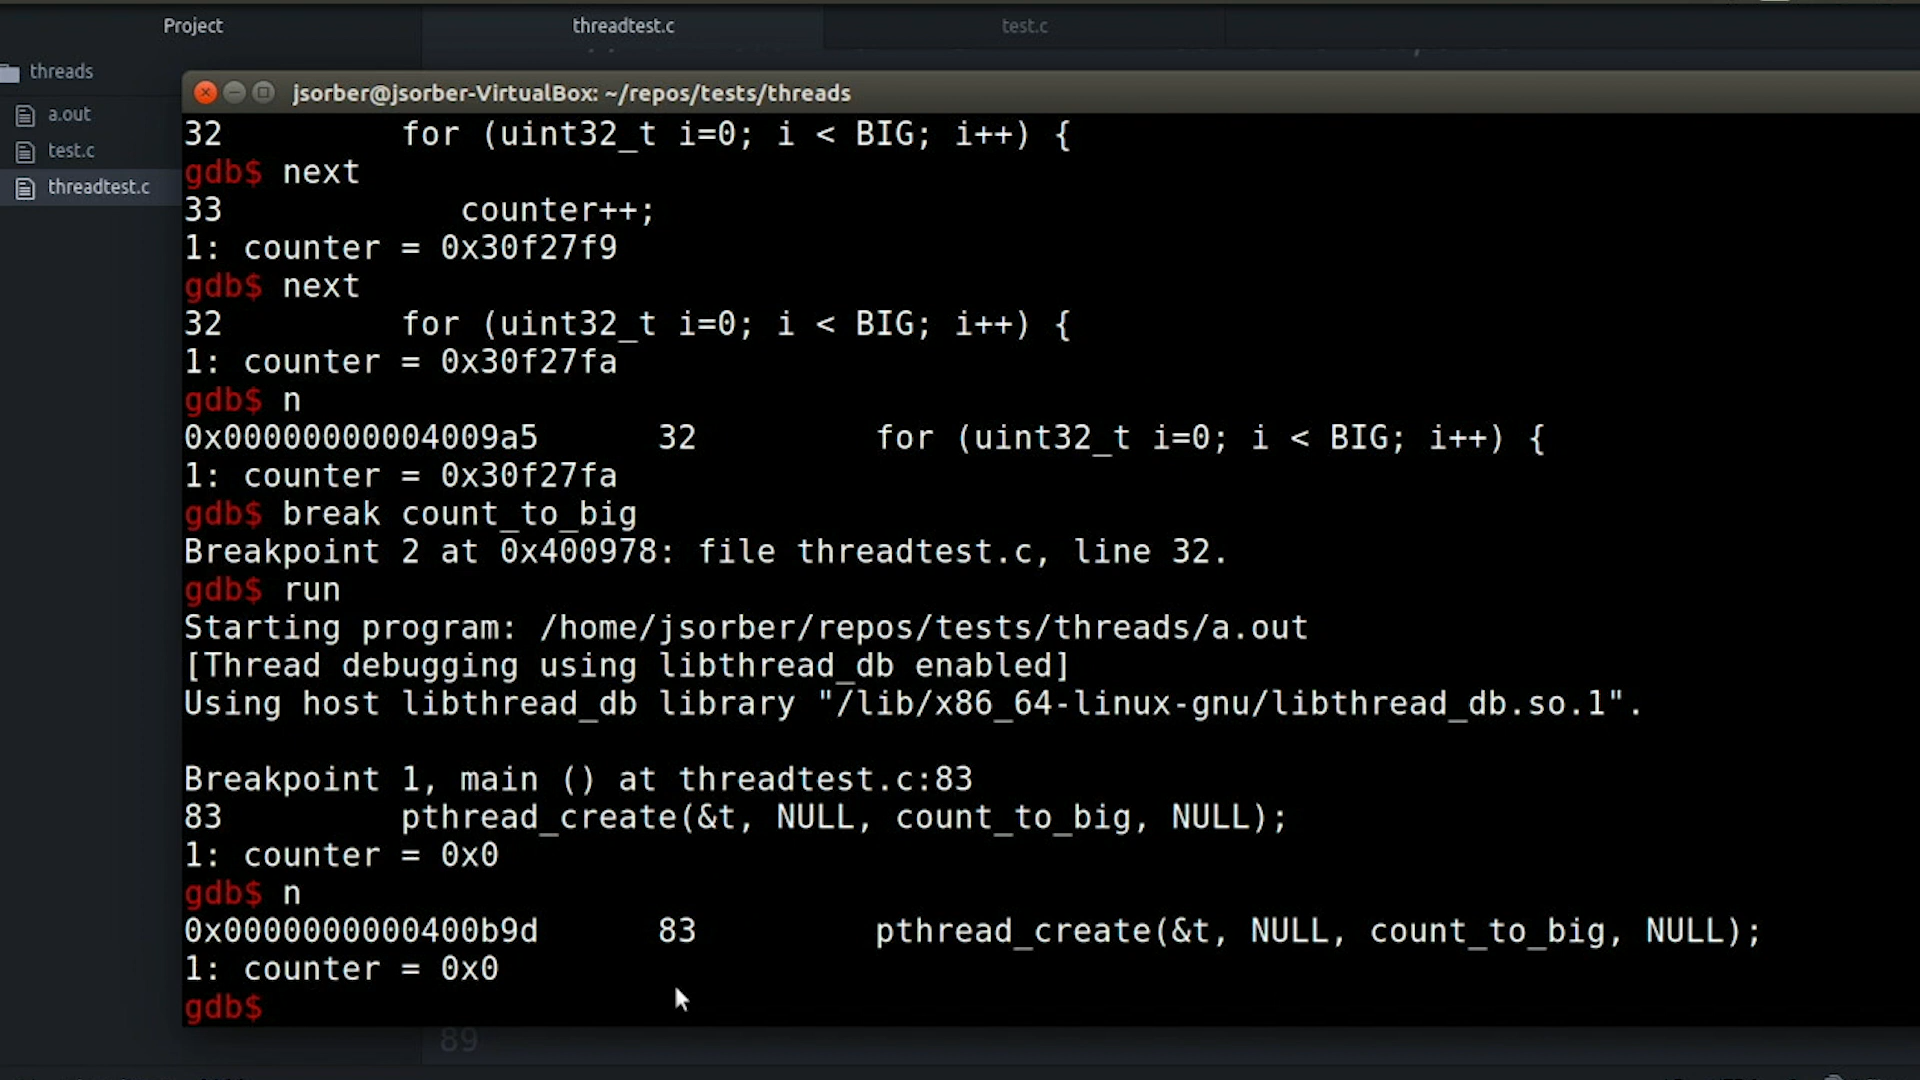 Project
threadtest.c
test.c
threads
a.out
test.c
threadtest.c
jsorber@jsorber-VirtualBox: ~/repos/tests/threads
32 for (uint32_t i=0; i < BIG; i++) {
gdb$ next
33 counter++;
1: counter = 0x30f27f9
gdb$ next
32 for (uint32_t i=0; i < BIG; i++) {
1: counter = 0x30f27fa
gdb$ n
0x00000000004009a5 32 for (uint32_t i=0; i < BIG; i++) {
1: counter = 0x30f27fa
gdb$ break count_to_big
Breakpoint 2 at 0x400978: file threadtest.c, line 32.
gdb$ run
Starting program: /home/jsorber/repos/tests/threads/a.out
[Thread debugging using libthread_db enabled]
Using host libthread_db library "/lib/x86_64-linux-gnu/libthread_db.so.1".
Breakpoint 1, main () at threadtest.c:83
83 pthread_create(&t, NULL, count_to_big, NULL);
1: counter = 0x0
gdb$ n
0x0000000000400b9d 83 pthread_create(&t, NULL, count_to_big, NULL);
1: counter = 0x0
gdb$
89